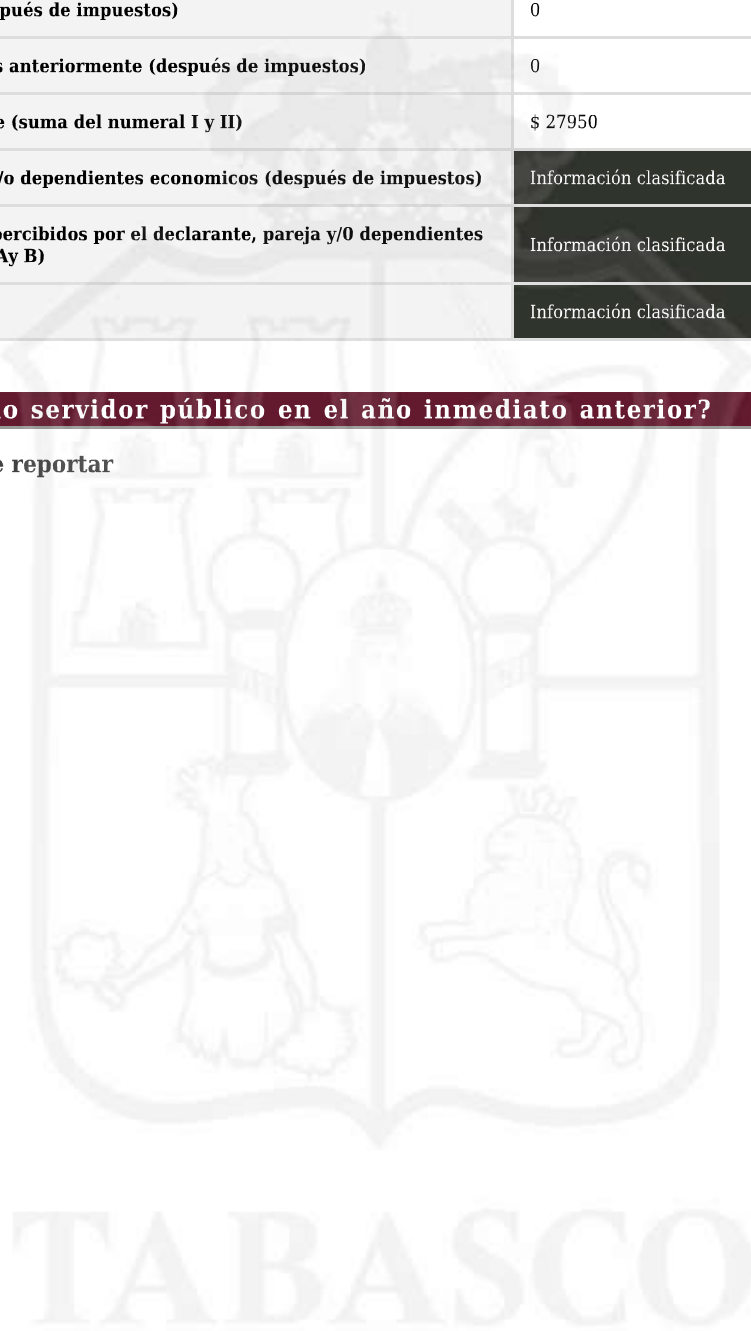 pués de impuestos)
0
s anteriormente (después de impuestos)
0
e (suma del numeral I y II)
$ 27950
/o dependientes economicos (después de impuestos)
Información clasificada
percibidos por el declarante, pareja y/0 dependientes
Ay B)
Información clasificada
Información clasificada
o servidor público en el año inmediato anterior?
e reportar
TABASCO